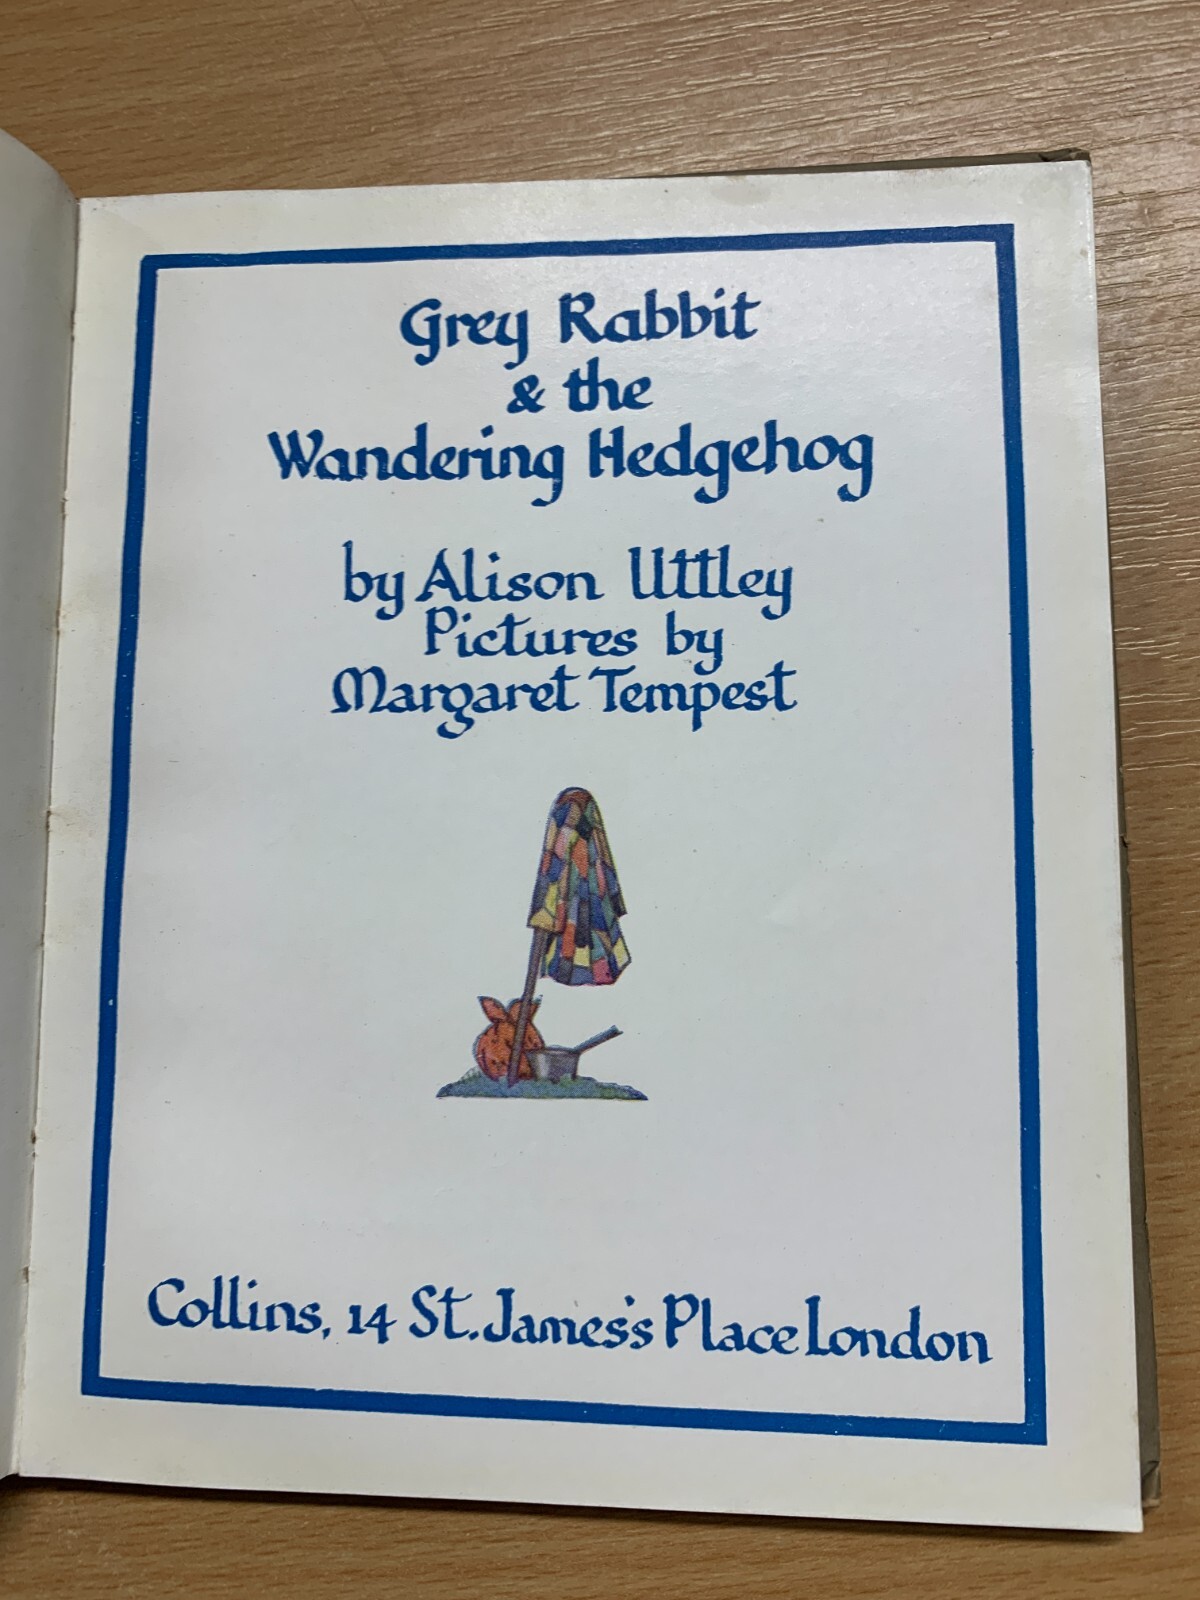 Grey Rabbit
& the
Wandering Hedgehog
by Alison Uttley
Pictures by
Margaret Tempest
Collins, 14 St. James's Place London